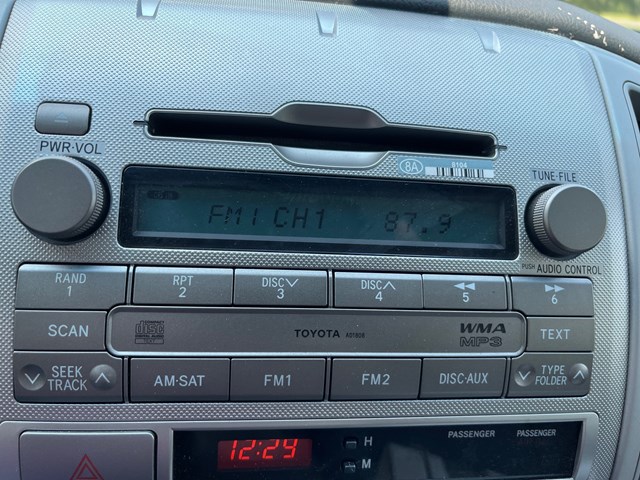 PWR·VOL
8A 8104
TUNE·FILE
FM1 CH1 87.9
PUSH AUDIO CONTROL
RAND 1
RPT 2
DISC 3
DISC 4
5
6
SCAN
TOYOTA
WMA MP3
TEXT
SEEK TRACK
AM·SAT
FM1
FM2
DISC·AUX
TYPE FOLDER
12:29
H
M
PASSENGER
PASSENGER